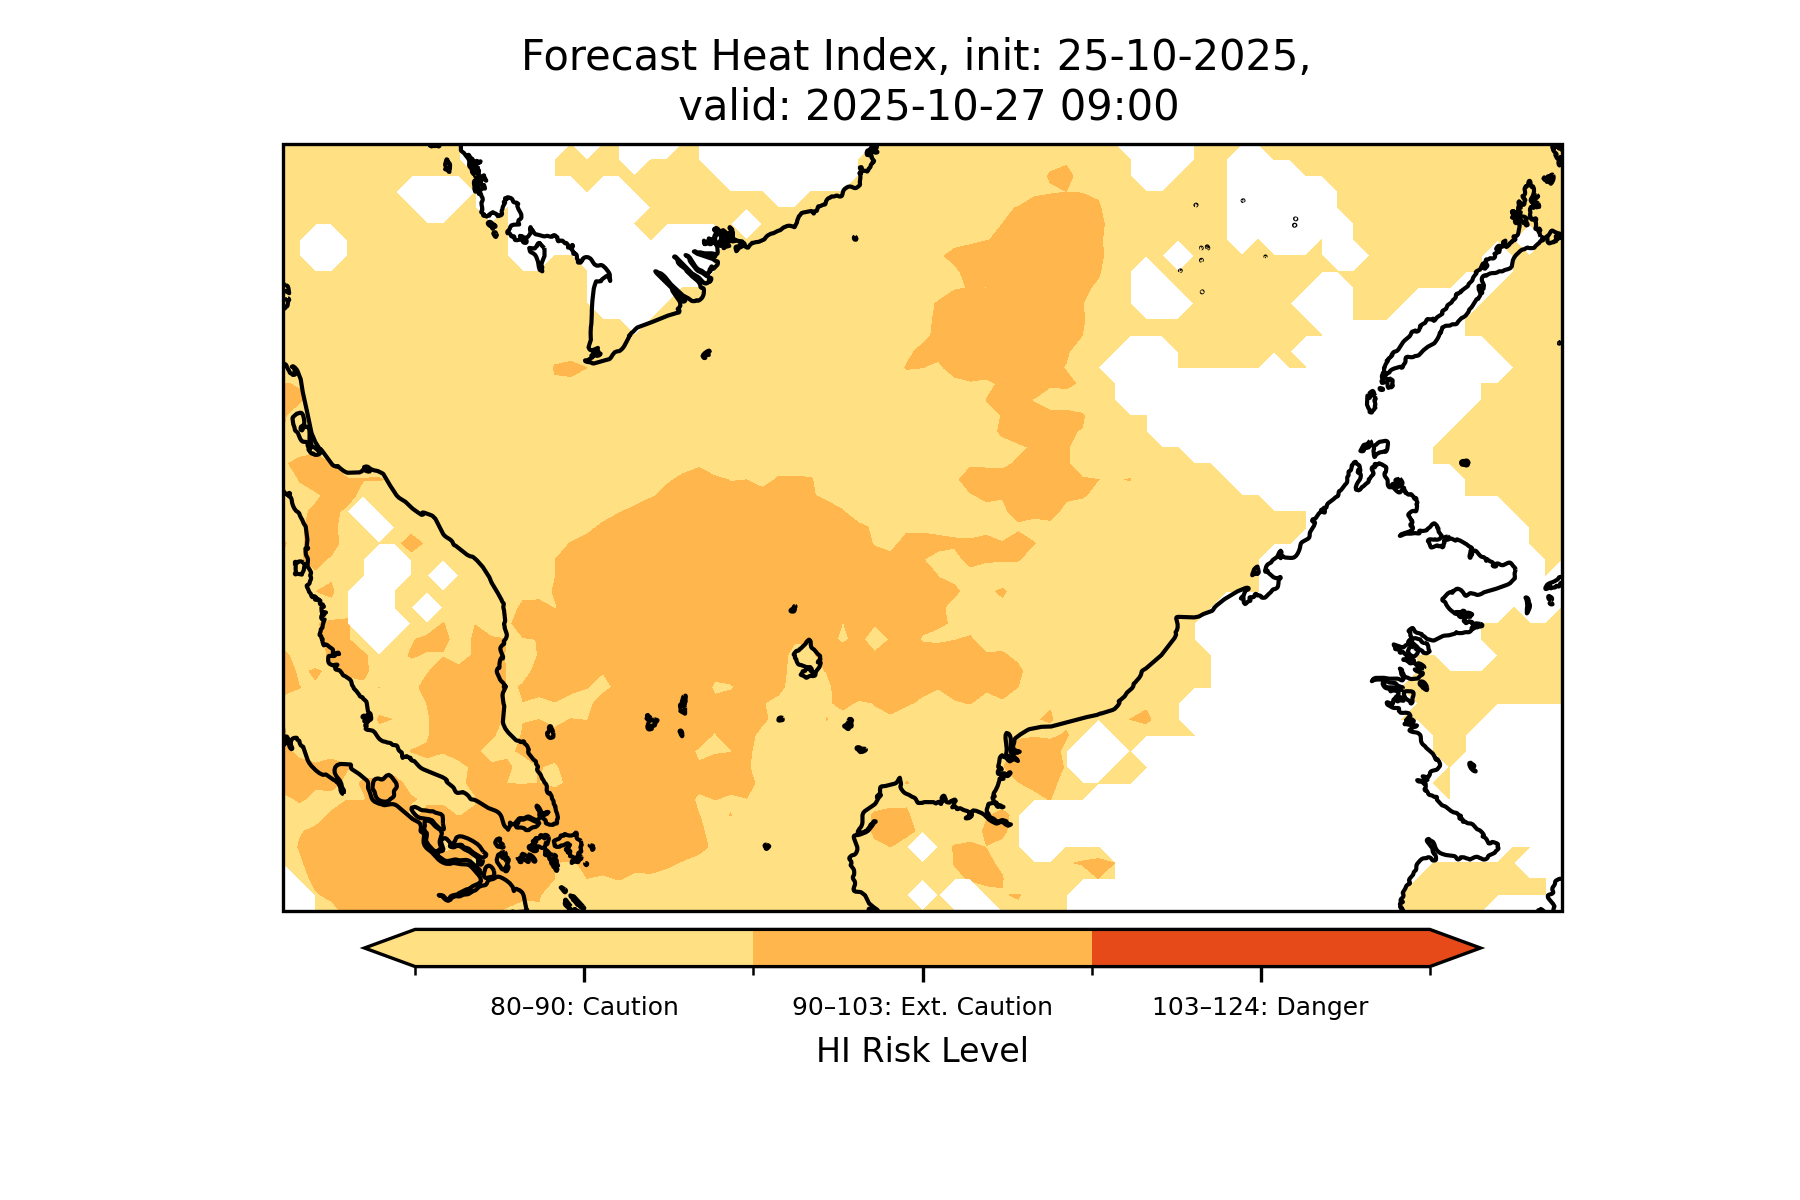 Forecast Heat Index, init: 25-10-2025,
valid: 2025-10-27 09:00
80–90: Caution
90–103: Ext. Caution
103–124: Danger
HI Risk Level